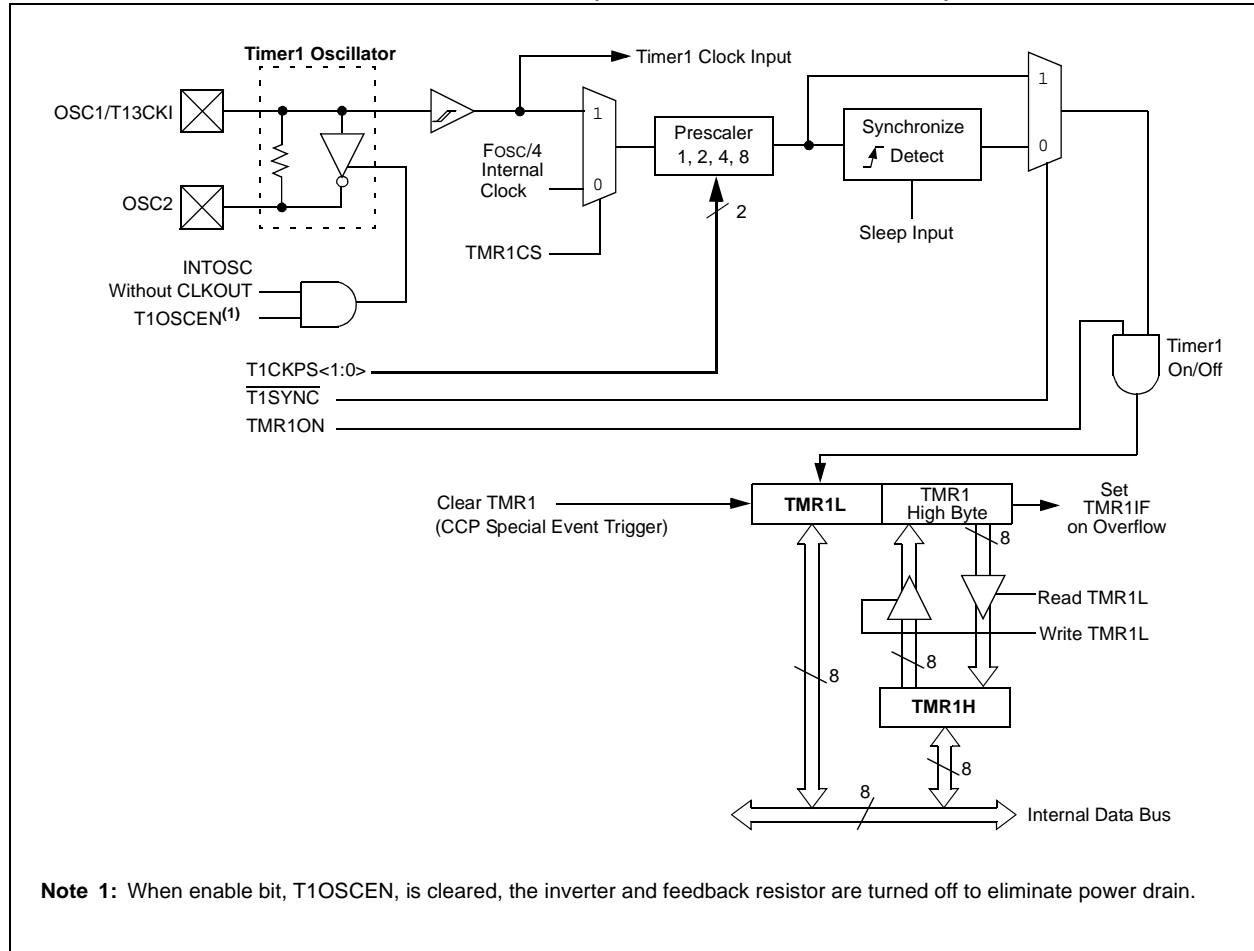 Timer1 Oscillator
Timer1 Clock Input
OSC1/T13CKI
1
FOSC/4
Internal
Clock
0
Prescaler
1, 2, 4, 8
Synchronize
Detect
1
0
OSC2
2
Sleep Input
TMR1CS
INTOSC
Without CLKOUT
T1OSCEN(1)
Timer1
On/Off
T1CKPS<1:0>
T1SYNC
TMR1ON
Clear TMR1
(CCP Special Event Trigger)
TMR1L
TMR1
High Byte
Set
TMR1IF
on Overflow
8
Read TMR1L
Write TMR1L
8
8
TMR1H
8
8
Internal Data Bus
Note 1: When enable bit, T1OSCEN, is cleared, the inverter and feedback resistor are turned off to eliminate power drain.